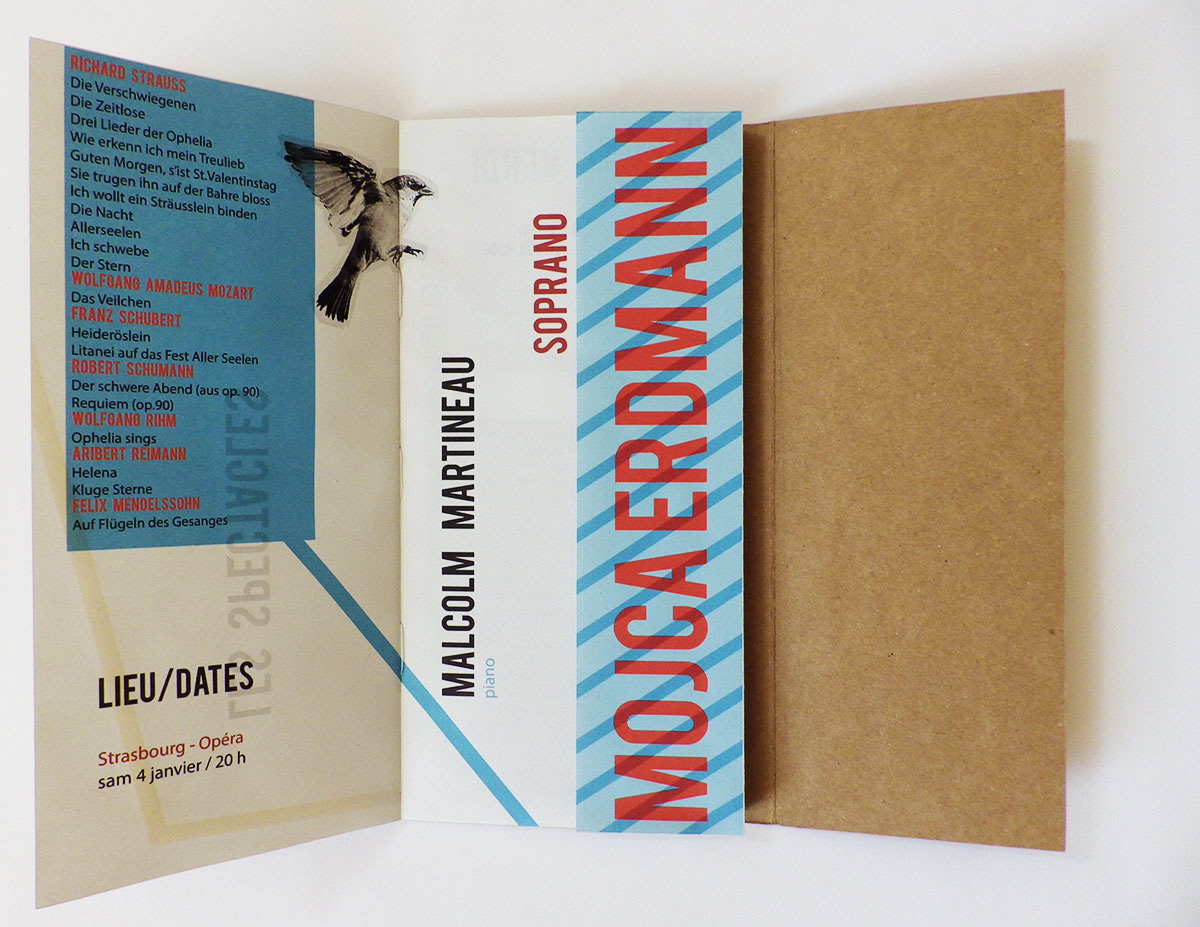 RICHARD STRAUSS
Die Verschwiegenen
Die Zeitlose
Drei Lieder der Ophelia
Wie erkenn ich mein Treulieb
Guten Morgen, s'ist St.Valentinstag
Sie trugen ihn auf der Bahre bloss
Ich wollt ein Sträusslein binden
Die Nacht
Allerseelen
Ich schwebe
Der Stern
WOLFGANG AMADEUS MOZART
Das Veilchen
FRANZ SCHUBERT
Heideröslein
Litanei auf das Fest Aller Seelen
ROBERT SCHUMANN
Der schwere Abend (aus op. 90)
Requiem (op.90)
WOLFGANG RIHM
Ophelia sings
ARIBERT REIMANN
Helena
Kluge Sterne
FELIX MENDELSSOHN
Auf Flügeln des Gesanges
LES SPECTACLES
LIEU/DATES
Strasbourg - Opéra
sam 4 janvier / 20 h
MALCOLM MARTINEAU
piano
SOPRANO
MOJCA ERDMANN
VERDI